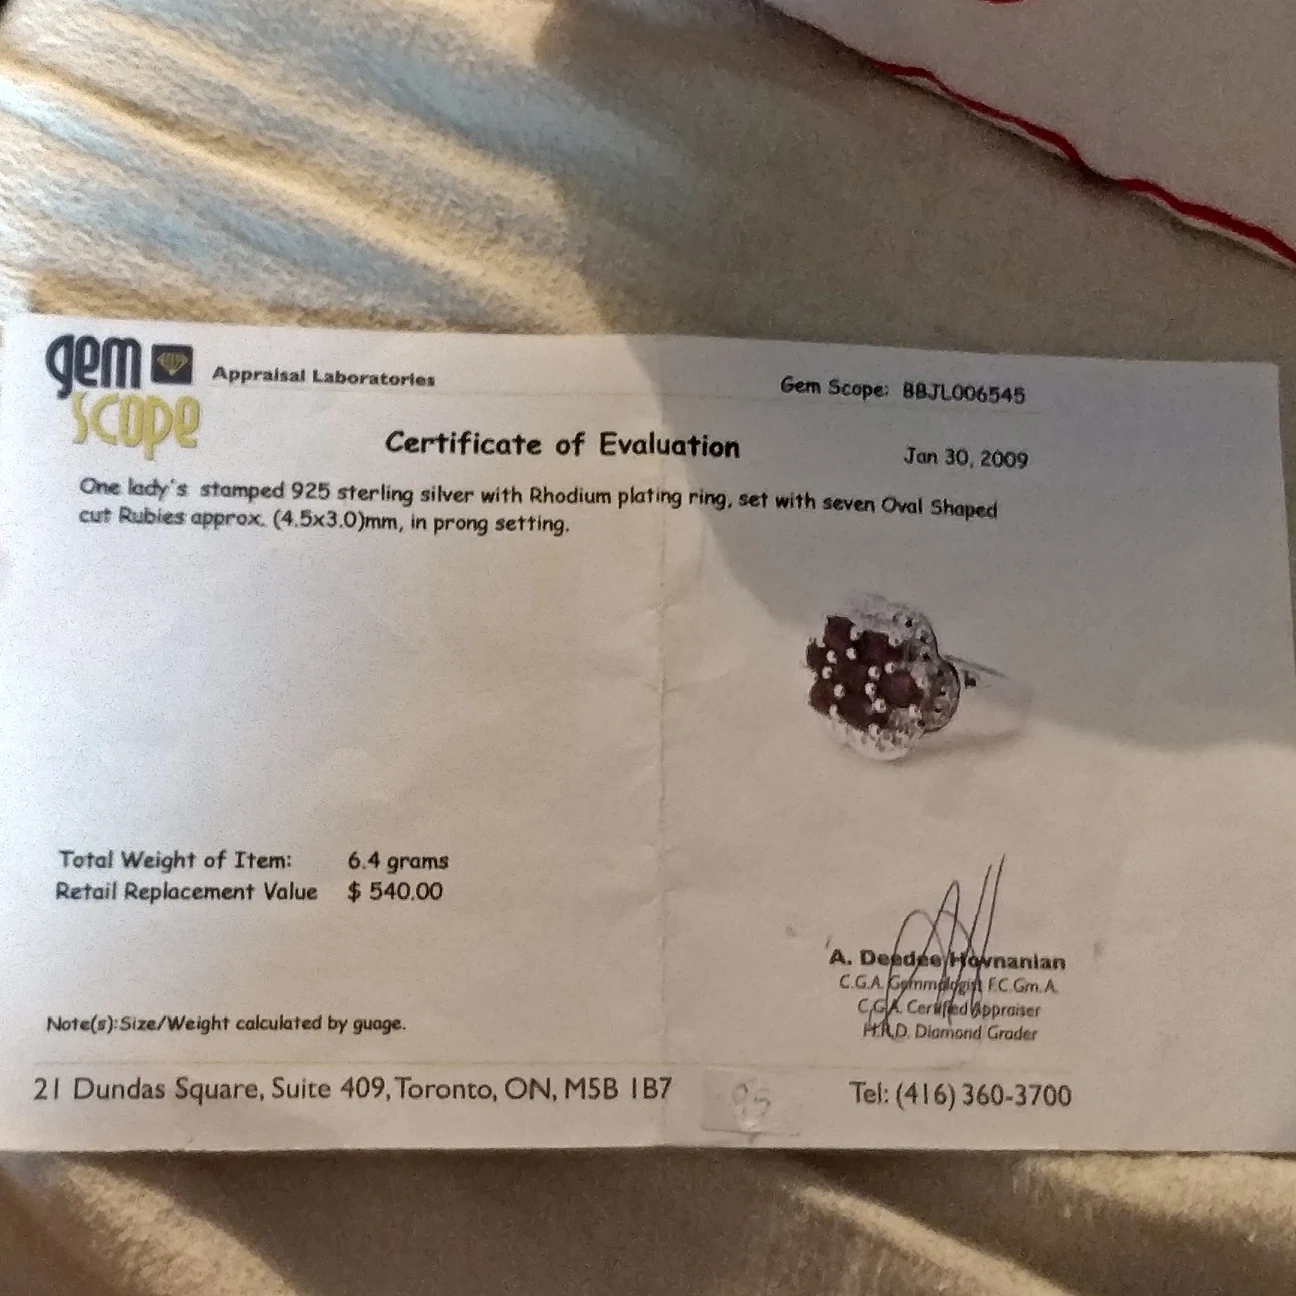 gem
scope
Appraisal Laboratories
Gem Scope: BBJL006545
Certificate of Evaluation
Jan 30, 2009
One lady's stamped 925 sterling silver with Rhodium plating ring, set with seven Oval Shaped
cut Rubies approx. (4.5x3.0)mm, in prong setting.
Total Weight of Item: 6.4 grams
Retail Replacement Value $ 540.00
A. Deedee Hovnanian
C.G.A. Gemmologist F.C.Gm.A.
C.G.A. Certified Appraiser
H.R.D. Diamond Grader
Note(s):Size/Weight calculated by guage.
21 Dundas Square, Suite 409, Toronto, ON, M5B 1B7
Tel: (416) 360-3700